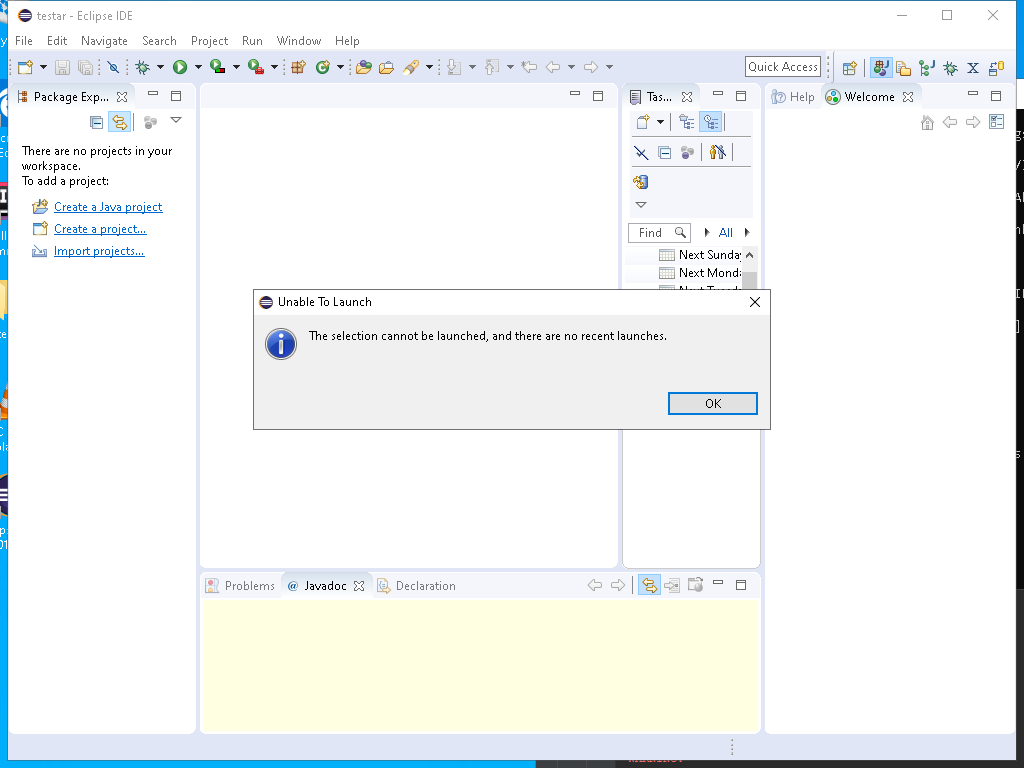 testar - Eclipse IDE
File Edit Navigate Search Project Run Window Help
Quick Access
Package Exp...
Tas...
Help
Welcome
There are no projects in your
workspace.
To add a project:
Create a Java project
Create a project...
Import projects...
Find
All
Next Sunday
Next Mond
Unable To Launch
The selection cannot be launched, and there are no recent launches.
OK
Problems
@ Javadoc
Declaration